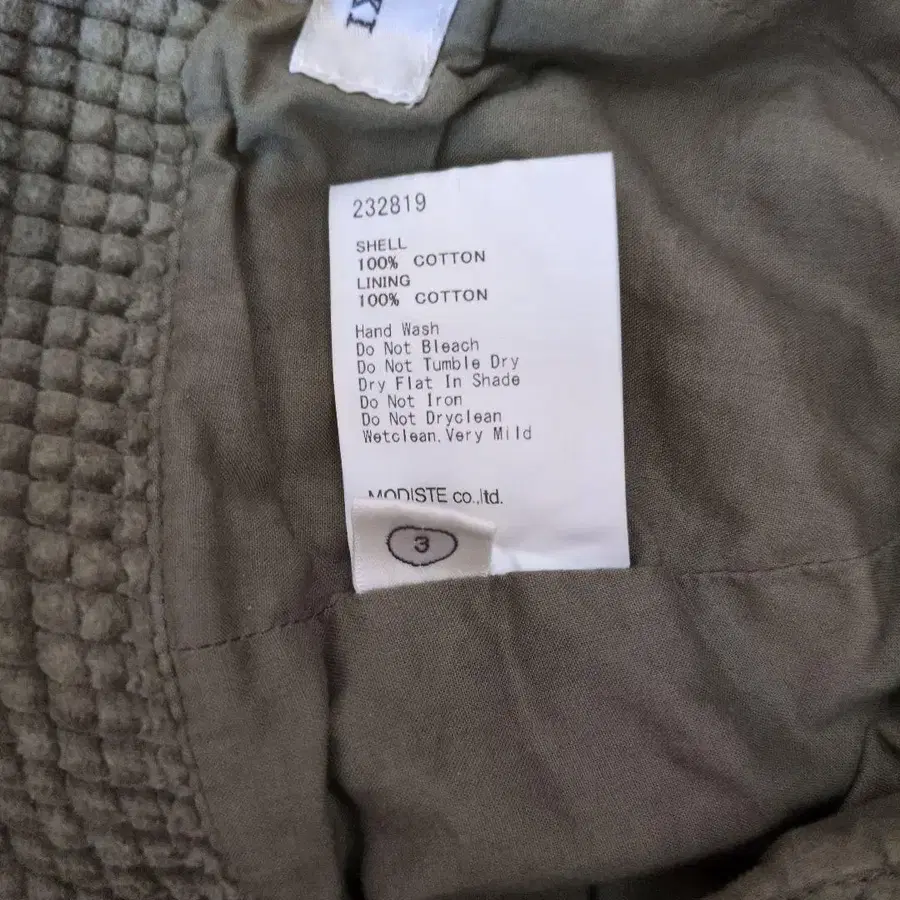 KI
232819
SHELL
100% COTTON
LINING
100% COTTON
Hand Wash
Do Not Bleach
Do Not Tumble Dry
Dry Flat In Shade
Do Not Iron
Do Not Dryclean
Wetclean,Very Mild
MODISTE co.,ltd.
3